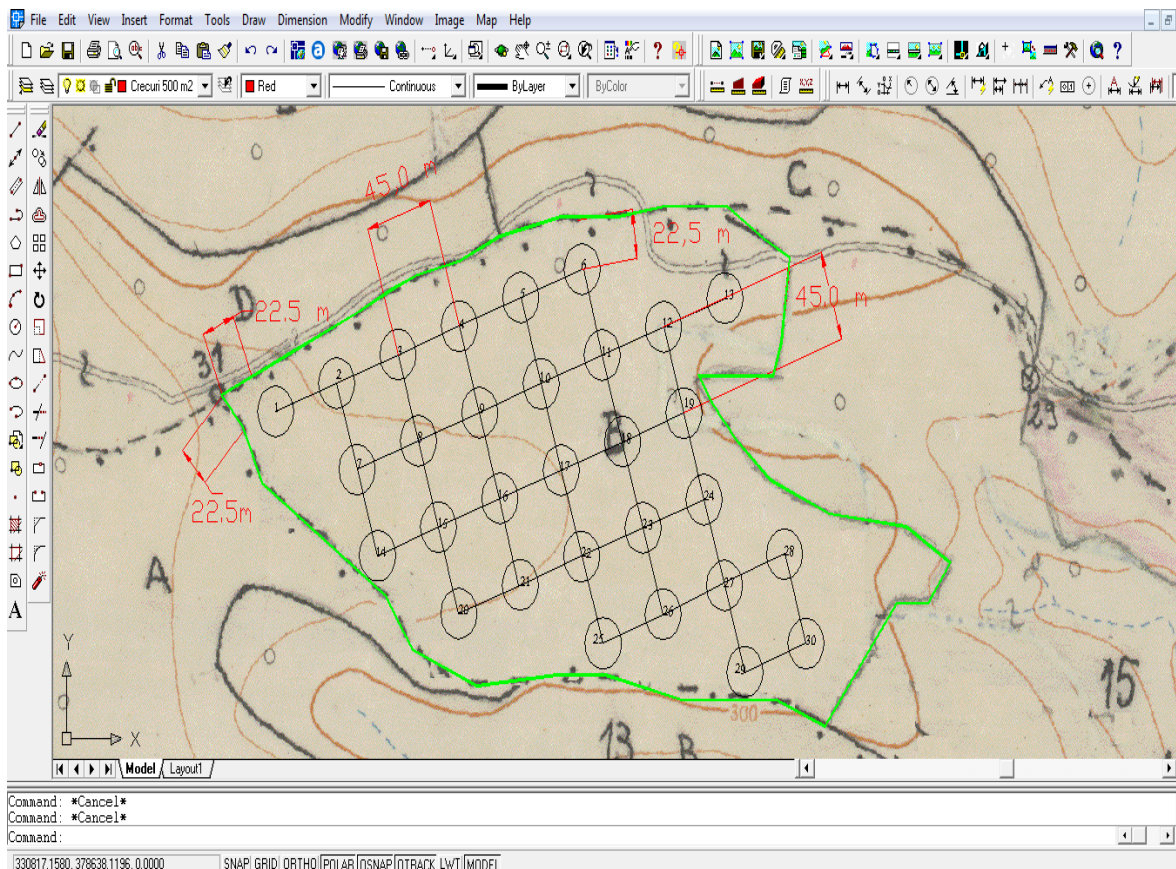 File Edit View Insert Format Tools Draw Dimension Modify Window Image Map Help
Crecuri 500 m2 Red Continuous ByLayer ByColor
XYZ
C
45.0 m
22,5 m
6
D
5
13
22.5 m
45.0 m
4
12
31
3
11
2
10
1
9
19
29
8
B
18
7
17
16
24
22.5m
15
23
A
14
22
28
21
27
20
26
25
30
Y
29
15
300
X
13
B
Model Layout1
Command: *Cancel*
Command: *Cancel*
Command:
330817.1580, 378638.1196, 0.0000 SNAP GRID ORTHO POLAR OSNAP OTRACK LWT MODEL